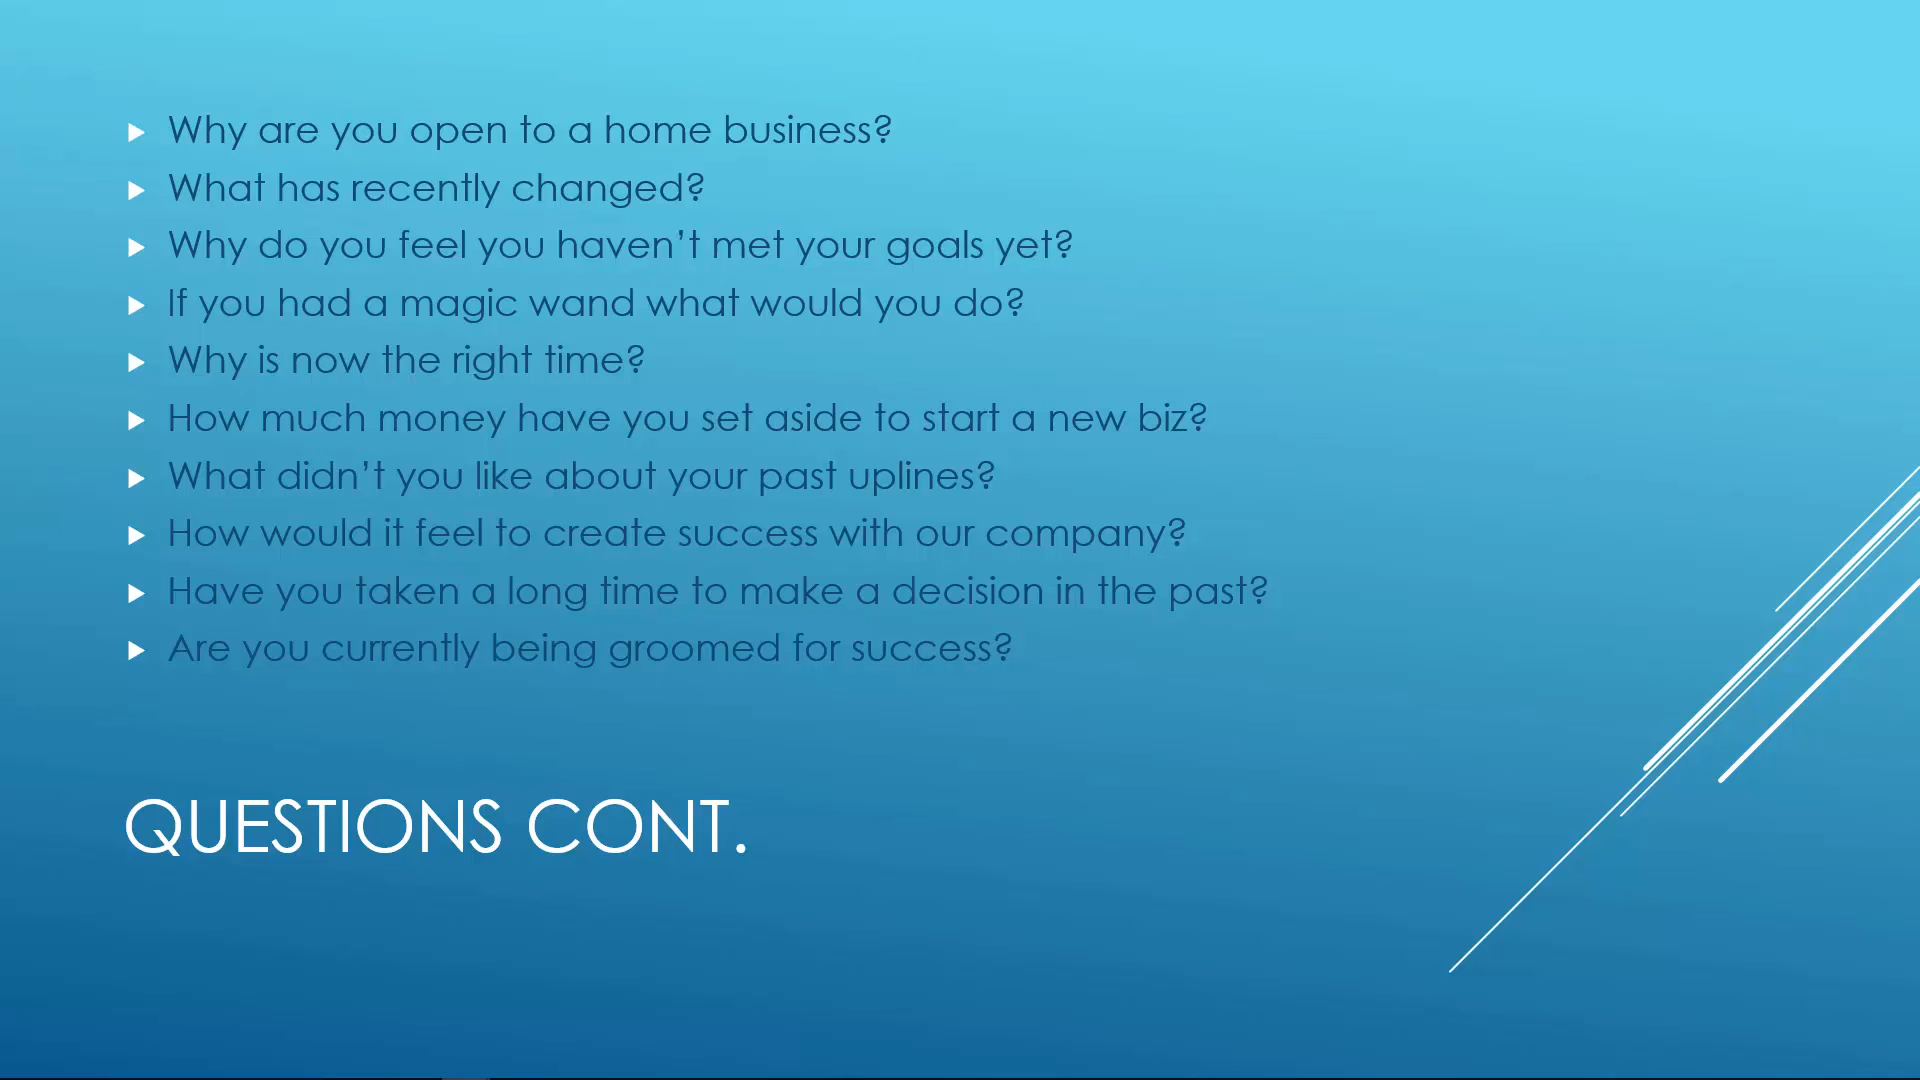 Why are you open to a home business?
What has recently changed?
Why do you feel you haven’t met your goals yet?
If you had a magic wand what would you do?
Why is now the right time?
How much money have you set aside to start a new biz?
What didn’t you like about your past uplines?
How would it feel to create success with our company?
Have you taken a long time to make a decision in the past?
Are you currently being groomed for success?
QUESTIONS CONT.